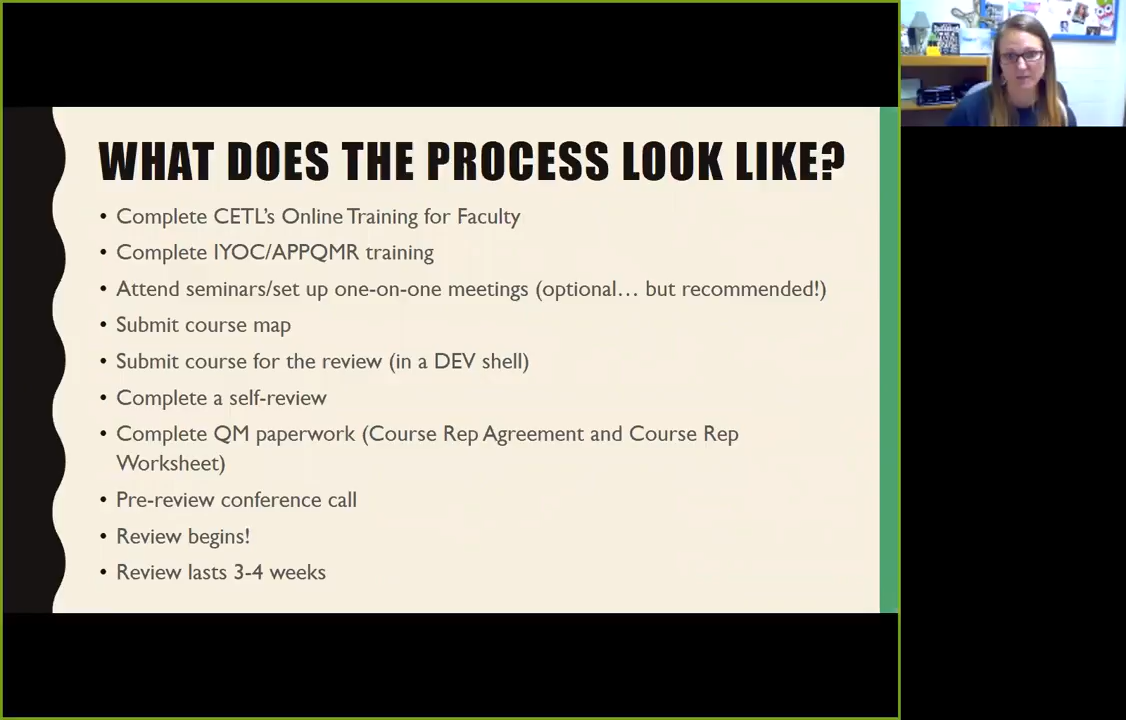 WHAT DOES THE PROCESS LOOK LIKE?
• Complete CETL's Online Training for Faculty
• Complete IYOC/APPQMR training
• Attend seminars/set up one-on-one meetings (optional… but recommended!)
• Submit course map
• Submit course for the review (in a DEV shell)
• Complete a self-review
• Complete QM paperwork (Course Rep Agreement and Course Rep
Worksheet)
• Pre-review conference call
• Review begins!
• Review lasts 3-4 weeks